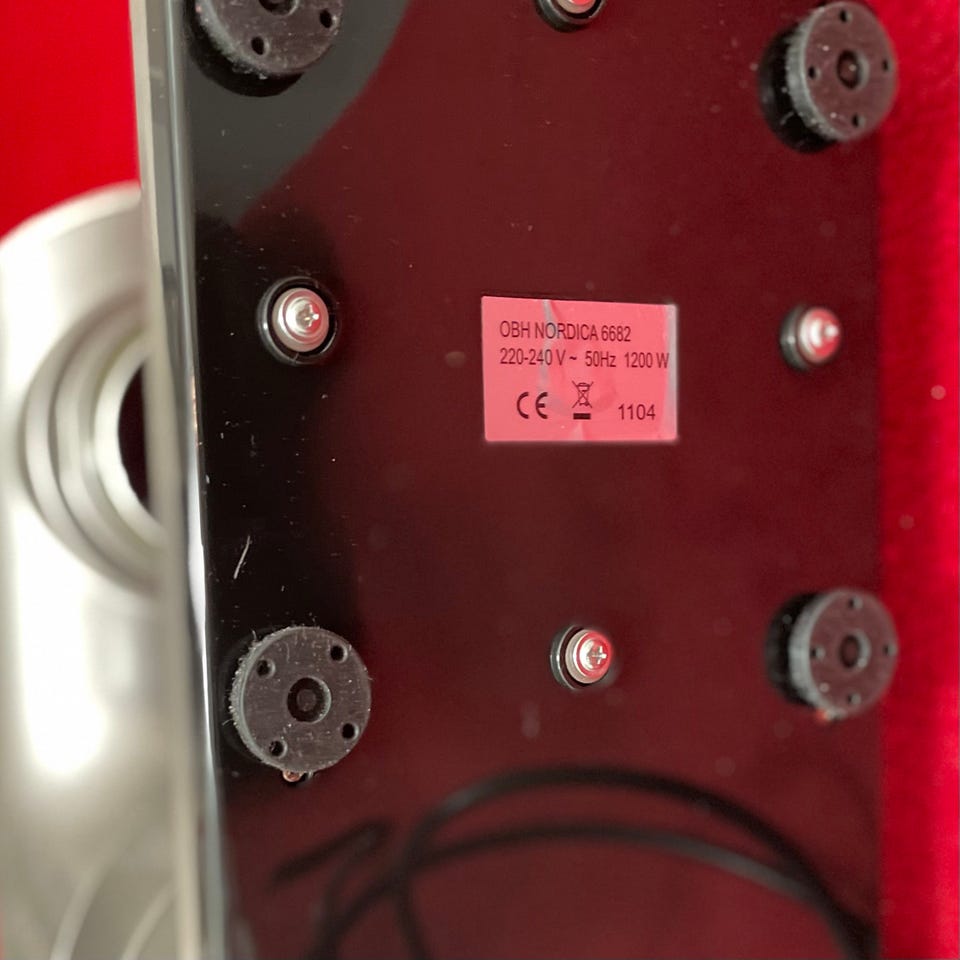 OBH NORDICA 6682
220-240 V ~ 50Hz 1200 W
CE 1104